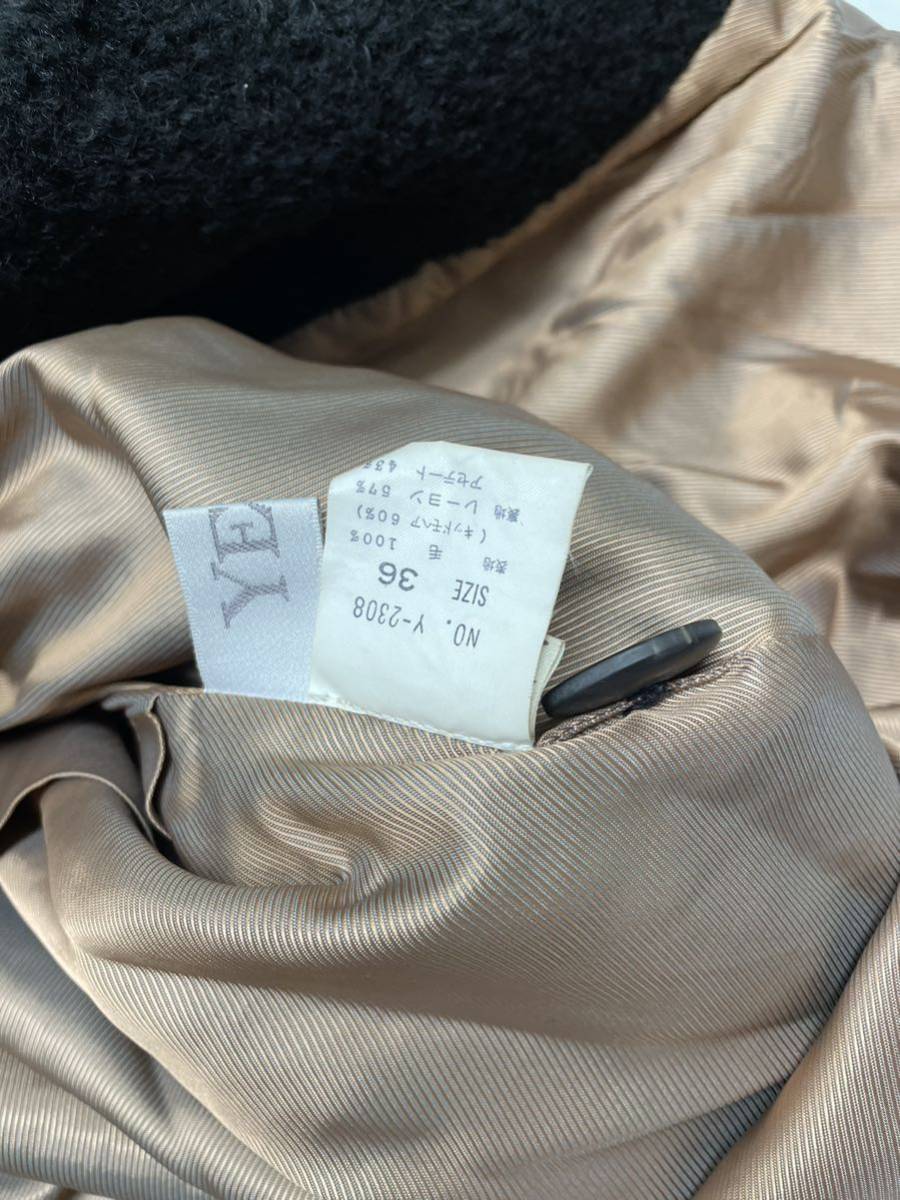 NO. Y-2308
SIZE 36
表地 毛 100%
(キッドモヘア 60%)
裏地 レーヨン 57%
アセテート 43%
YE